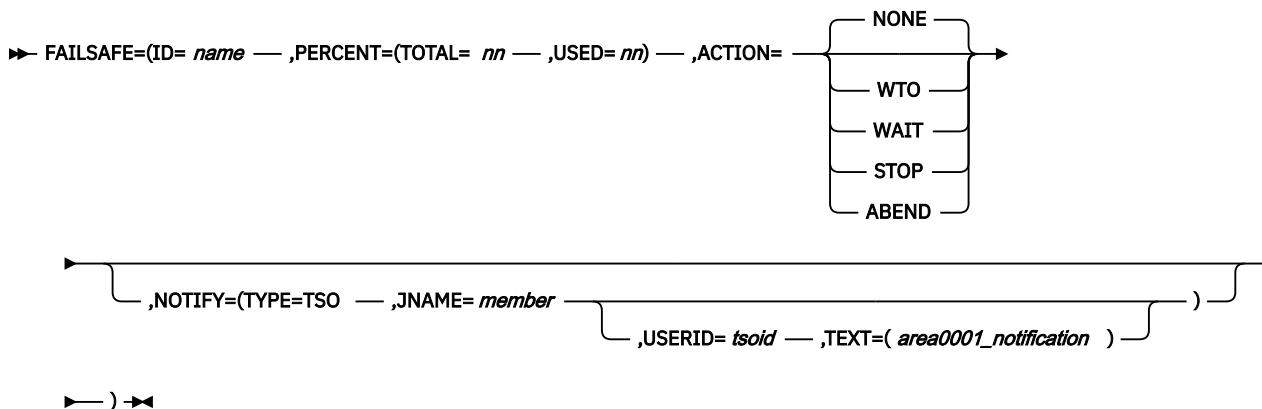 NONE
FAILSAFE=(ID= name ,PERCENT=(TOTAL= nn ,USED= nn) ,ACTION=
WTO
WAIT
STOP
ABEND
,NOTIFY=(TYPE=TSO ,JNAME= member )
,USERID= tsoid ,TEXT=( area0001_notification )
)